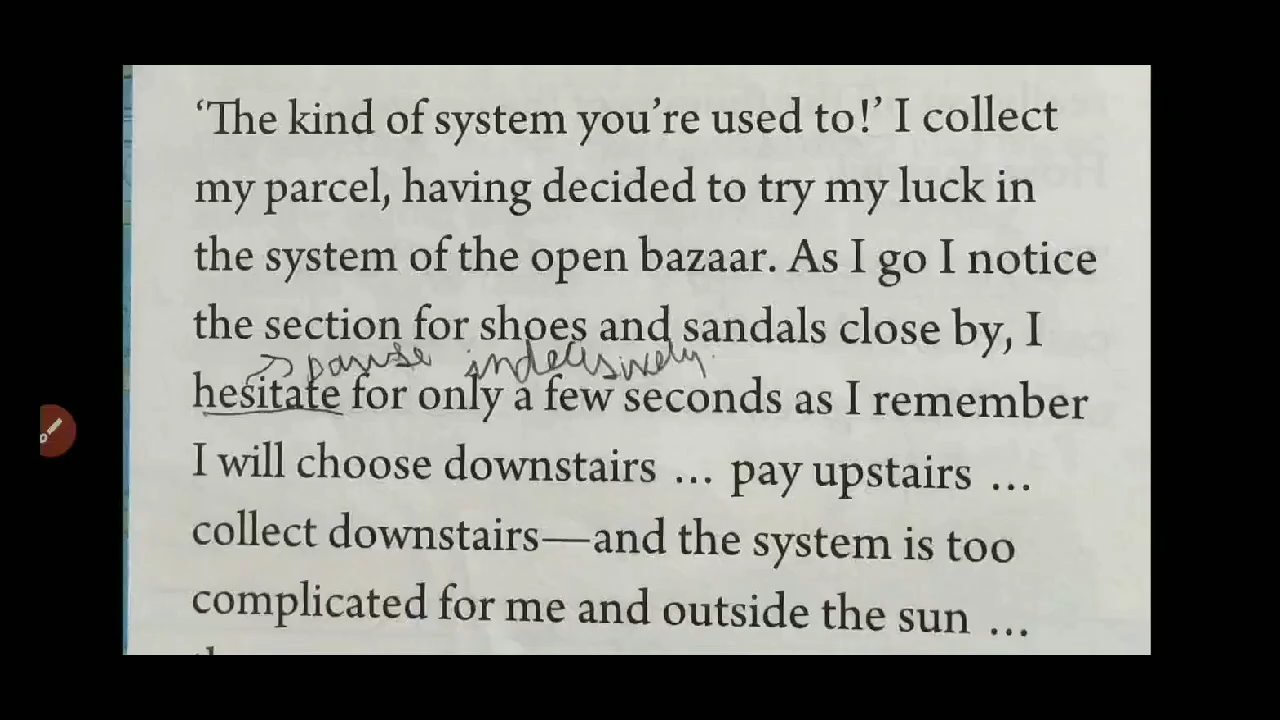 ‘The kind of system you’re used to!’ I collect
my parcel, having decided to try my luck in
the system of the open bazaar. As I go I notice
the section for shoes and sandals close by, I
pause indecisively
hesitate for only a few seconds as I remember
I will choose downstairs ... pay upstairs ...
collect downstairs—and the system is too
complicated for me and outside the sun ...